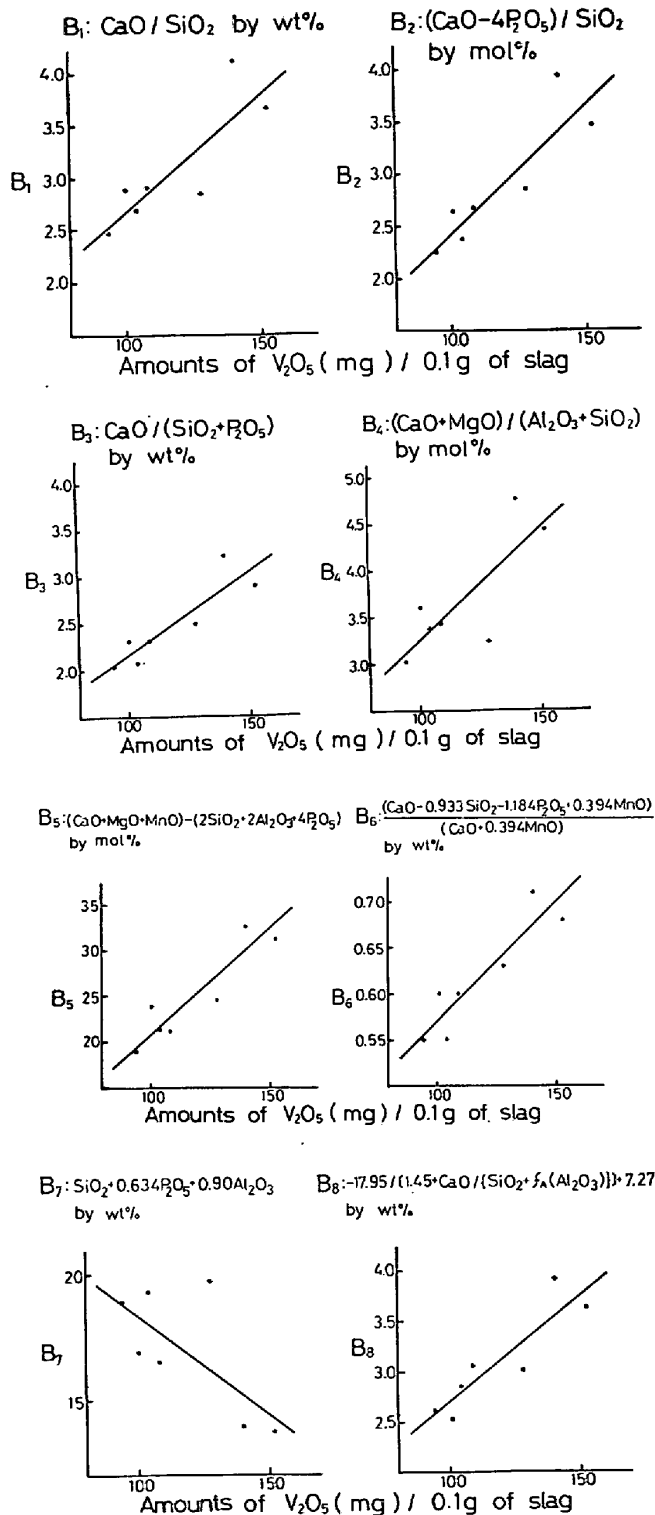 B₁: CaO / SiO₂ by wt%
4.0
3.5
3.0
2.5
2.0
B₁
100
150
B₂: (CaO-4P₂O₅) / SiO₂
by mol%
4.0
3.5
3.0
2.5
2.0
B₂
100
150
Amounts of V₂O₅ (mg) / 0.1g of slag
B₃: CaO / (SiO₂+P₂O₅)
by wt%
4.0
3.5
3.0
2.5
2.0
B₃
100
150
B₄: (CaO+MgO) / (Al₂O₃+SiO₂)
by mol%
5.0
4.5
4.0
3.0
B₄
100
150
Amounts of V₂O₅ (mg) / 0.1g of slag
B₅: (CaO+MgO+MnO)-(2SiO₂+2Al₂O₃+4P₂O₅)
by mol%
35
30
25
20
B₅
100
150
B₆: (CaO-0.933SiO₂-1.184P₂O₅+0.394MnO)
(CaO+0.394MnO)
by wt%
0.70
0.65
0.60
0.55
B₆
100
150
Amounts of V₂O₅ (mg) / 0.1g of slag
B₇: SiO₂+0.634P₂O₅+0.90Al₂O₃
by wt%
20
15
B₇
100
150
B₈: -17.95/(1.45+CaO/{SiO₂+f_A(Al₂O₃)})+7.27
by wt%
4.0
3.5
3.0
2.5
B₈
100
150
Amounts of V₂O₅ (mg) / 0.1g of slag